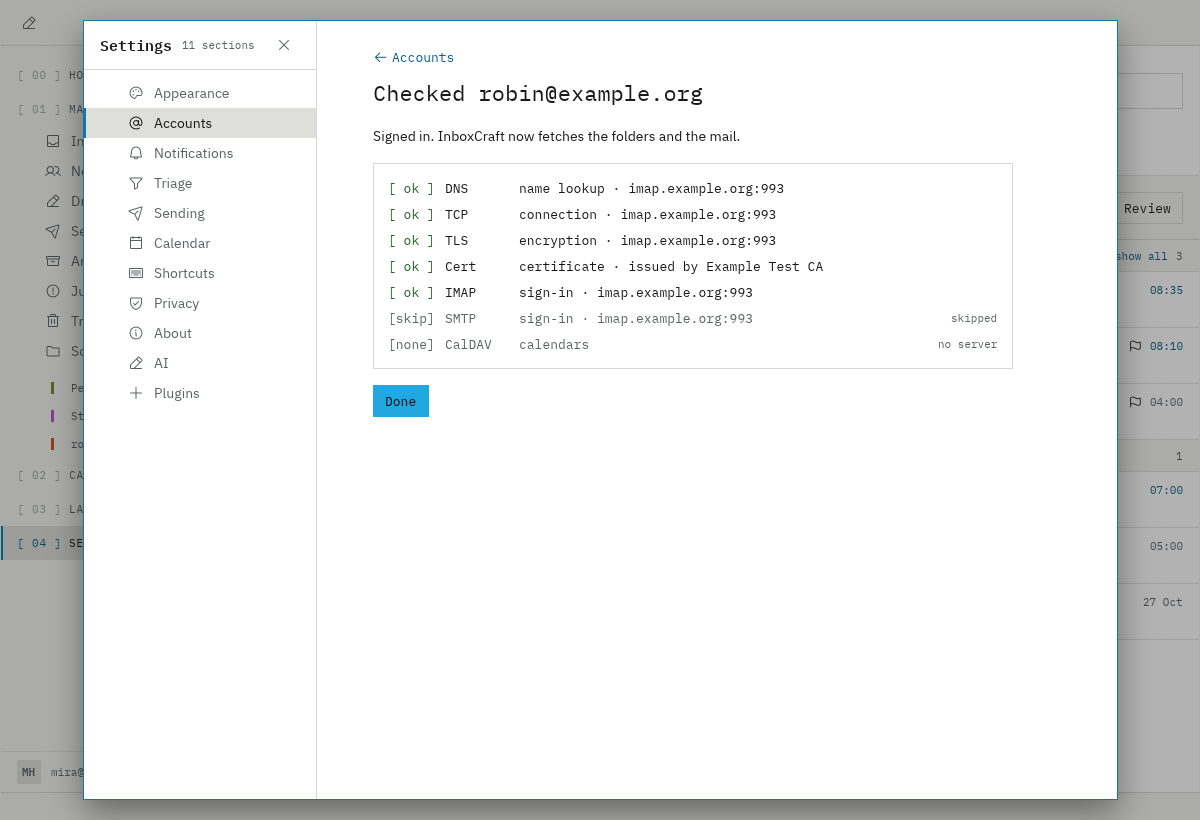 Settings 11 sections
Appearance
Accounts
Notifications
Triage
Sending
Calendar
Shortcuts
Privacy
About
AI
Plugins
← Accounts
Checked robin@example.org
Signed in. InboxCraft now fetches the folders and the mail.
[ ok ] DNS name lookup · imap.example.org:993
[ ok ] TCP connection · imap.example.org:993
[ ok ] TLS encryption · imap.example.org:993
[ ok ] Cert certificate · issued by Example Test CA
[ ok ] IMAP sign-in · imap.example.org:993
[skip] SMTP sign-in · imap.example.org:993 skipped
[none] CalDAV calendars no server
Done
[ 00 ]
[ 01 ]
[ 02 ]
[ 03 ]
[ 04 ]
MH mira@
Review
show all 3
08:35
08:10
04:00
1
07:00
05:00
27 Oct